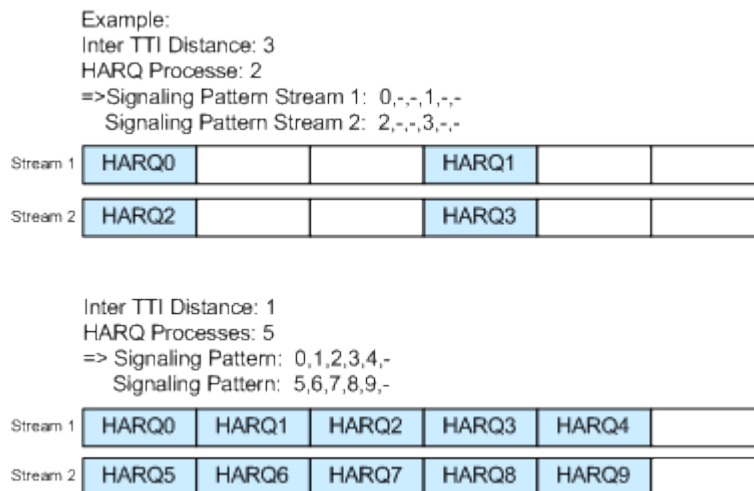 Example:
Inter TTI Distance: 3
HARQ Processe: 2
=>Signaling Pattern Stream 1: 0,-,-,1,-,-
Signaling Pattern Stream 2: 2,-,-,3,-,-
Stream 1 HARQ0 HARQ1
Stream 2 HARQ2 HARQ3
Inter TTI Distance: 1
HARQ Processes: 5
=> Signaling Pattern: 0,1,2,3,4,-
Signaling Pattern: 5,6,7,8,9,-
Stream 1 HARQ0 HARQ1 HARQ2 HARQ3 HARQ4
Stream 2 HARQ5 HARQ6 HARQ7 HARQ8 HARQ9